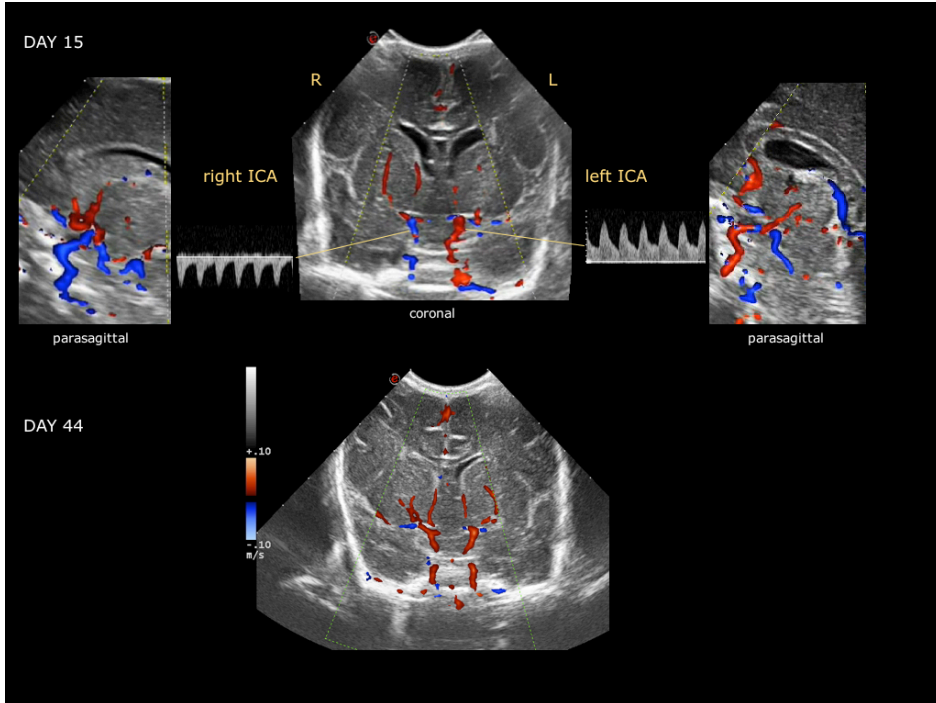 DAY 15
R
L
right ICA
left ICA
parasagittal
coronal
parasagittal
DAY 44
+.10
-.10
m/s